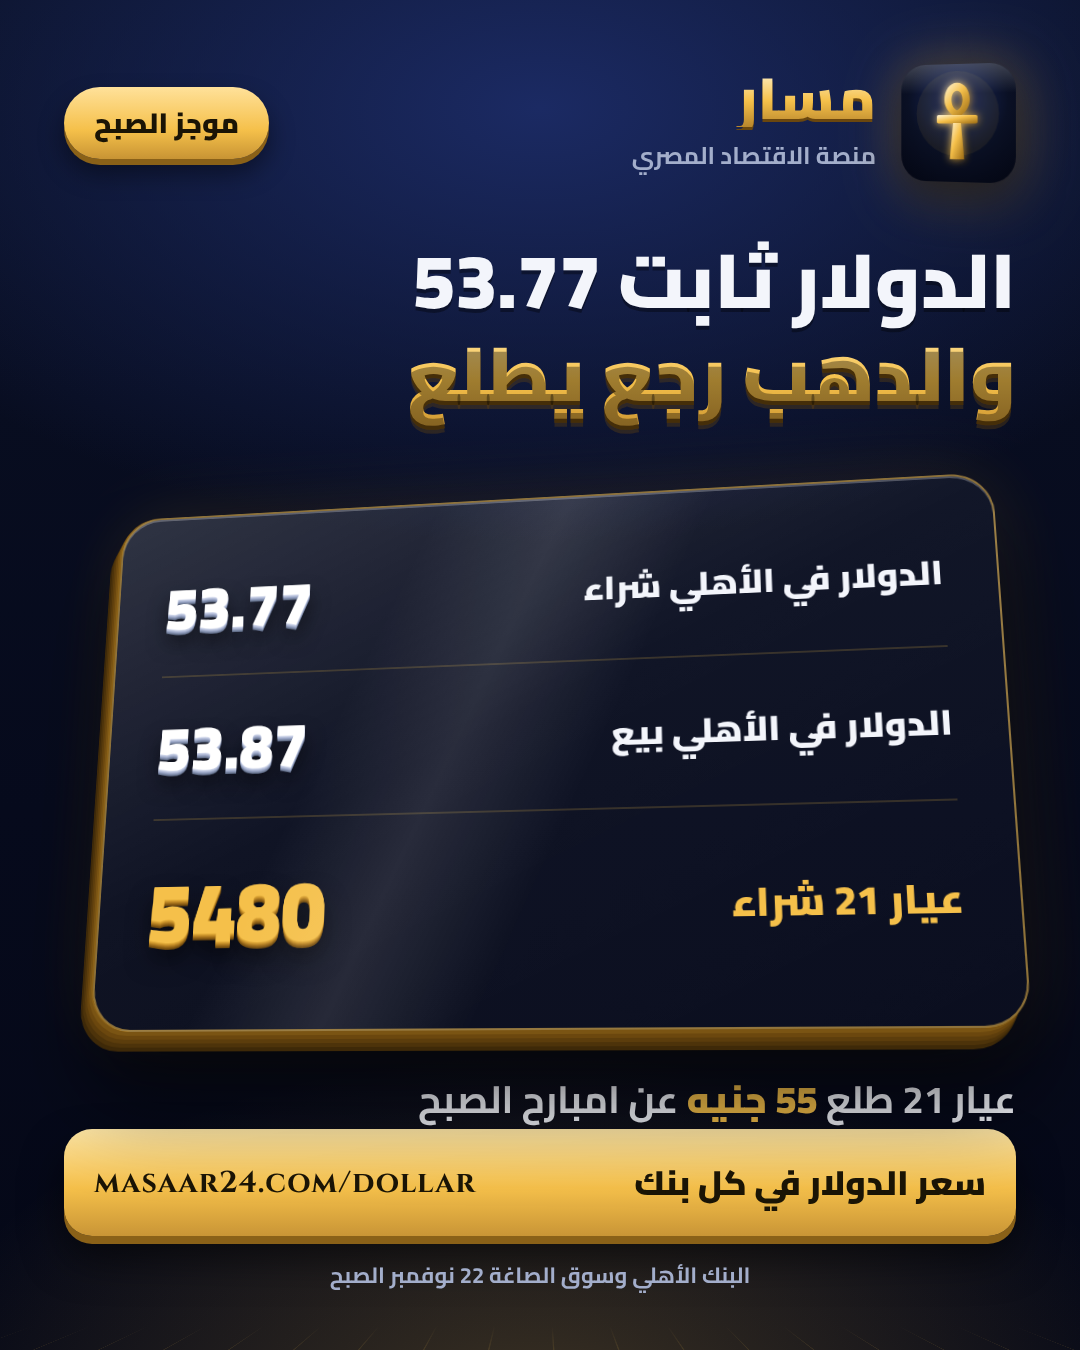 مسار
منصة الاقتصاد المصري
موجز الصبح
الدولار ثابت 53.77
والدهب رجع يطلع
الدولار في الأهلي شراء 53.77
الدولار في الأهلي بيع 53.87
عيار 21 شراء 5480
عيار 21 طلع 55 جنيه عن امبارح الصبح
سعر الدولار في كل بنك MASAAR24.COM/DOLLAR
البنك الأهلي وسوق الصاغة 22 نوفمبر الصبح